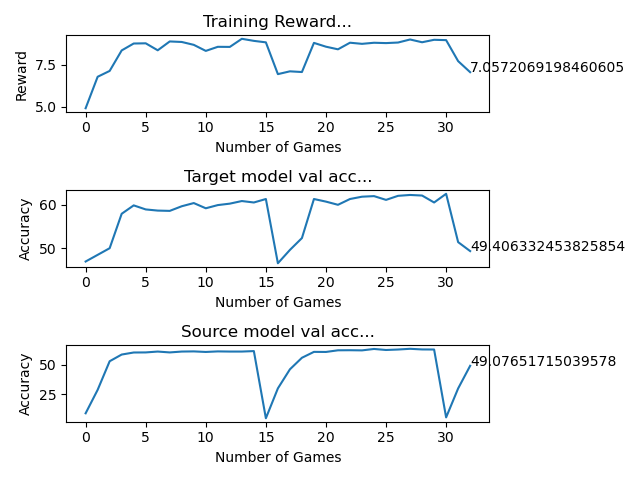 Training Reward...
Reward
7.5
5.0
7.0572069198460605
0 5 10 15 20 25 30
Number of Games
Target model val acc...
Accuracy
60
50
49.406332453825854
0 5 10 15 20 25 30
Number of Games
Source model val acc...
Accuracy
50
25
49.07651715039578
0 5 10 15 20 25 30
Number of Games